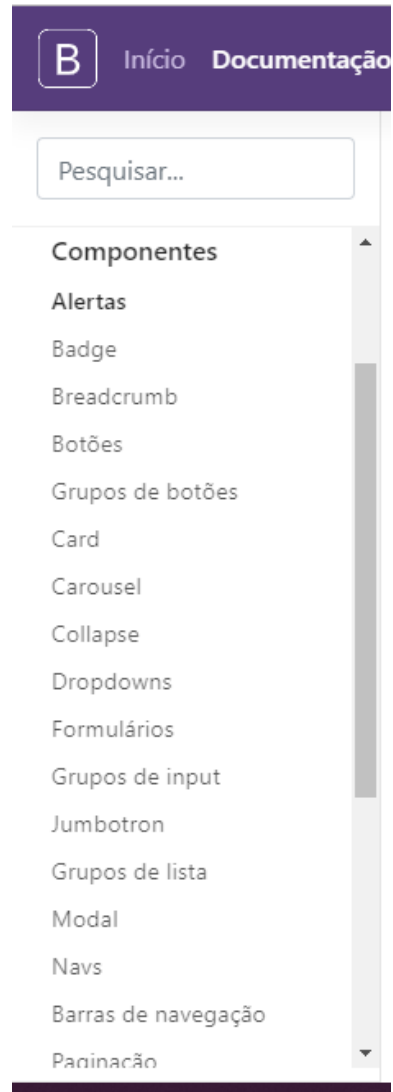 B Início Documentação
Pesquisar...
Componentes
Alertas
Badge
Breadcrumb
Botões
Grupos de botões
Card
Carousel
Collapse
Dropdowns
Formulários
Grupos de input
Jumbotron
Grupos de lista
Modal
Navs
Barras de navegação
Paginação